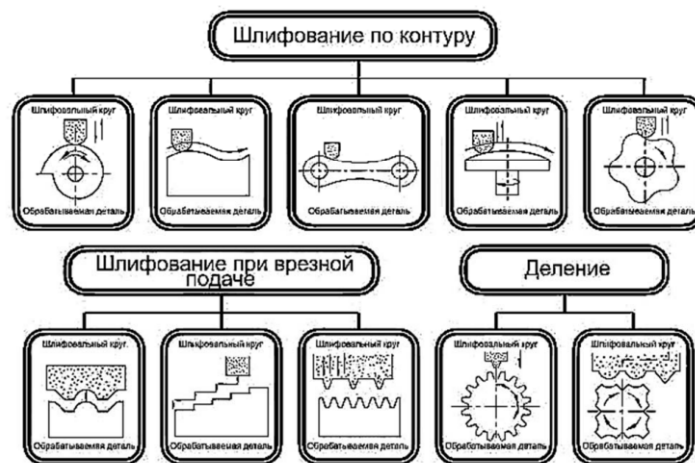 Шлифование по контуру
Шлифовальный круг
Обрабатываемая деталь
Шлифовальный круг
Обрабатываемая деталь
Шлифовальный круг
Обрабатываемая деталь
Шлифовальный круг
Обрабатываемая деталь
Шлифовальный круг
Обрабатываемая деталь
Шлифование при врезной
подаче
Шлифовальный круг
Обрабатываемая деталь
Шлифовальный круг
Обрабатываемая деталь
Шлифовальный круг
Обрабатываемая деталь
Деление
Шлифовальный круг
Обрабатываемая деталь
Шлифовальный круг
Обрабатываемая деталь